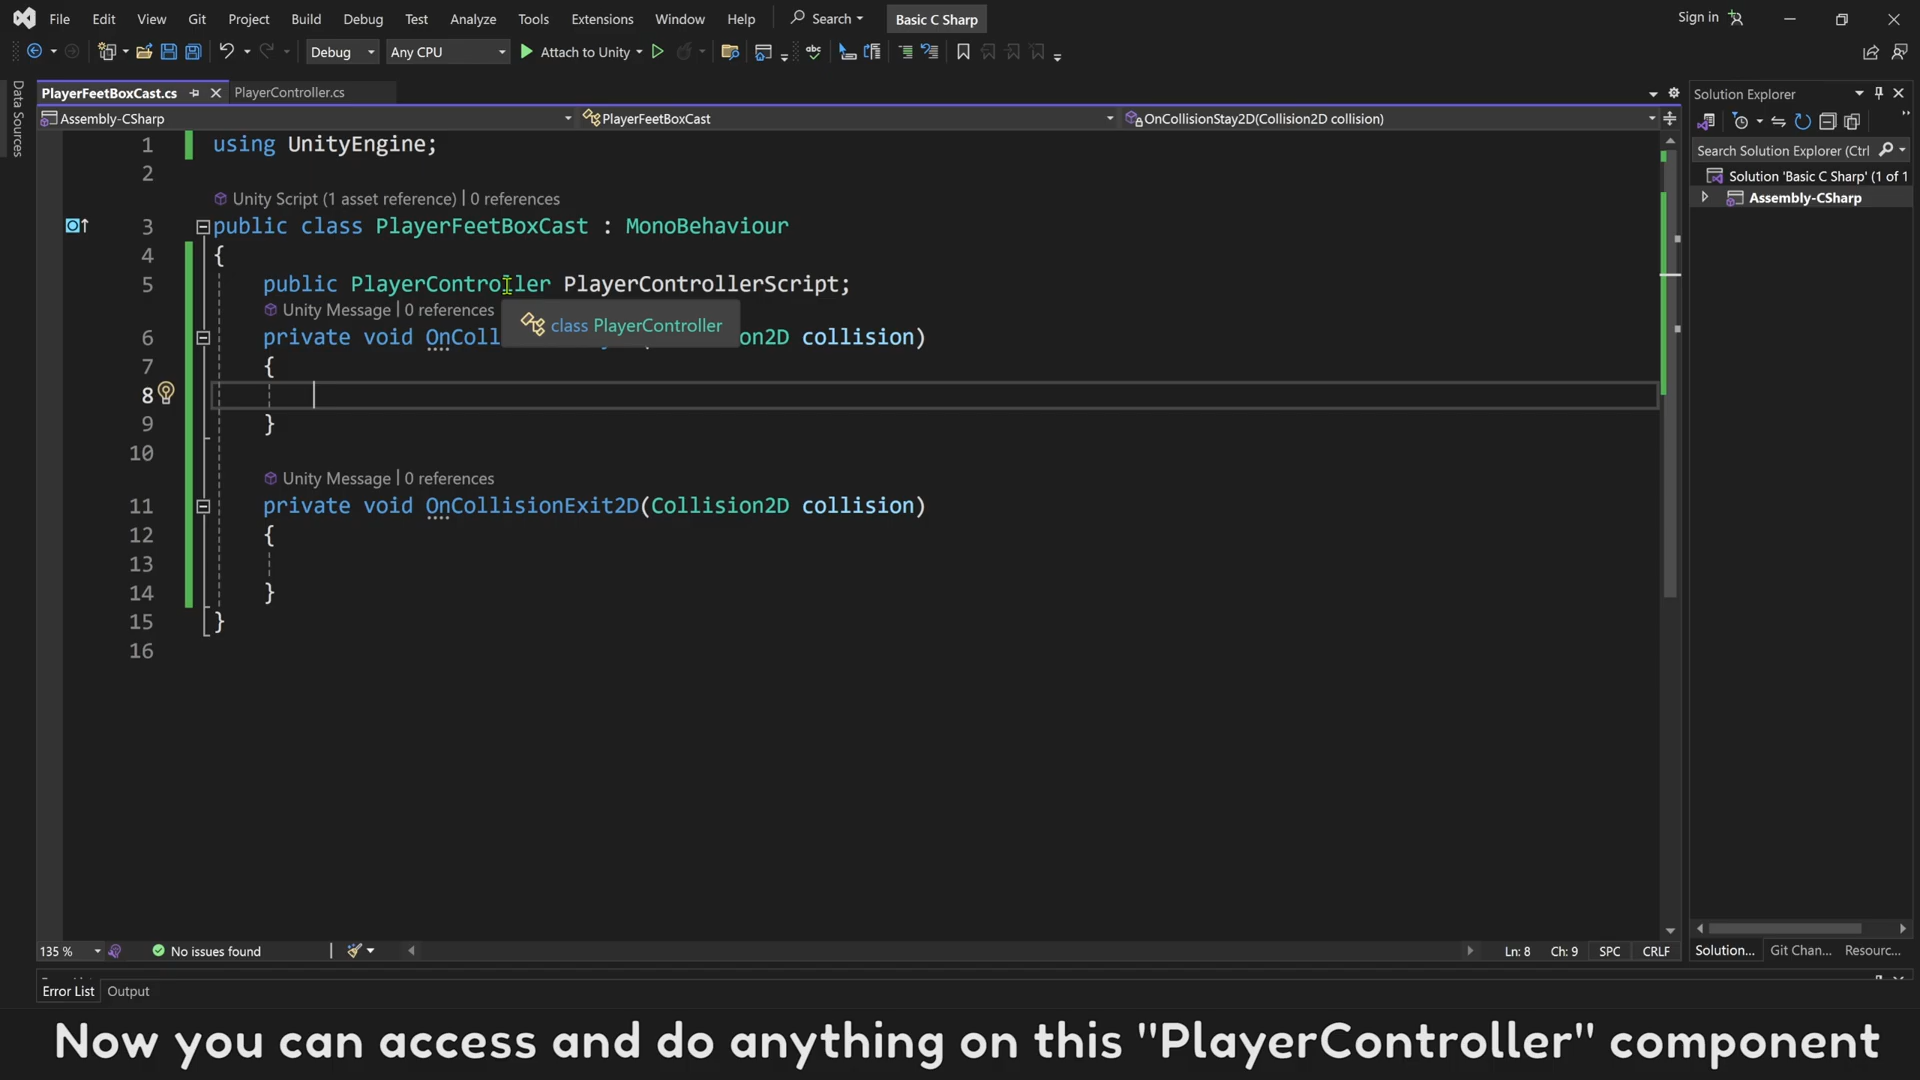 File Edit View Git Project Build Debug Test Analyze Tools Extensions Window Help Search Basic C Sharp Sign in
Debug Any CPU Attach to Unity
Data Sources
PlayerFeetBoxCast.cs PlayerController.cs
Assembly-CSharp PlayerFeetBoxCast OnCollisionStay2D(Collision2D collision)
1 using UnityEngine;
2
Unity Script (1 asset reference) | 0 references
3 public class PlayerFeetBoxCast : MonoBehaviour
4 {
5 public PlayerController PlayerControllerScript;
Unity Message | 0 references
class PlayerController
6 private void OnColl on2D collision)
7 {
8
9 }
10
Unity Message | 0 references
11 private void OnCollisionExit2D(Collision2D collision)
12 {
13
14 }
15 }
16
135 % No issues found Ln: 8 Ch: 9 SPC CRLF
Solution Explorer
Search Solution Explorer (Ctrl
Solution 'Basic C Sharp' (1 of 1
Assembly-CSharp
Solution... Git Chan... Resourc...
Error List Output
Now you can access and do anything on this "PlayerController" component